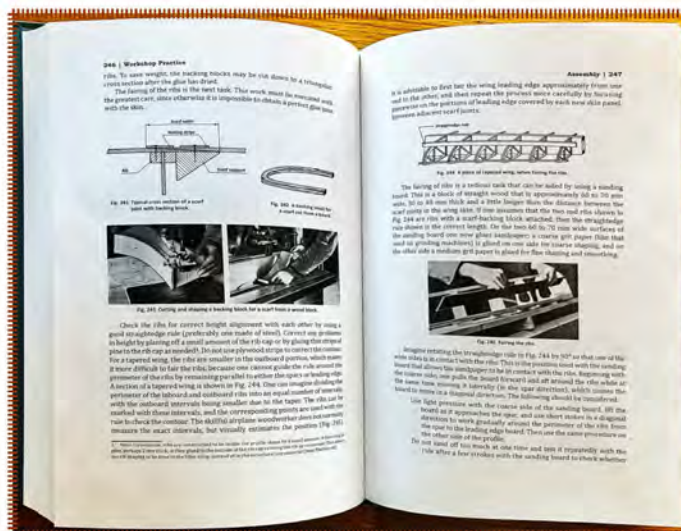 246 | Workshop Practice
ribs. To save weight, the backing blocks may be cut down to a triangular
cross section after the glue has dried.
The fairing of the ribs is the next task. This work must be executed with
the greatest care, since otherwise it is impossible to obtain a perfect glue joint
with the skin.
Scarf joint
Nailing strips
Rib
Scarf support
Fig. 241 Typical cross section of a scarf
joint with backing block.
Fig. 242 A backing block for
a scarf cut from a block.
Fig. 243 Cutting and shaping a backing block for a scarf from a wood block.
Check the ribs for correct height alignment with each other by using a
good straightedge rule (preferably one made of steel). Correct any problems
in height by planing off a small amount of the rib cap or by gluing thin strips of
pine to the rib cap as needed. Do not use plywood strips to correct the contour.
For a tapered wing, the ribs are smaller in the outboard portion, which makes
it more difficult to fair the ribs, because one cannot guide the rule around the
perimeter of the ribs by remaining parallel to either the spars or leading edge.
A section of a tapered wing is shown in Fig. 244. One can imagine dividing the
perimeter of the inboard and outboard ribs into an equal number of intervals
with the outboard intervals being smaller due to the taper. The ribs can be
marked with these intervals, and the corresponding points are used with the
rule to check the contour. The skillful airplane woodworker does not normally
measure the exact intervals, but visually estimates the position (Fig. 245).
Assembly | 247
It is advisable to first fair the wing leading edge approximately from one
end to the other, and then repeat the process more carefully by focusing
piecewise on the portions of leading edge covered by each new skin panel
between adjacent scarf joints.
straightedge rule
Fig. 244 A piece of tapered wing, before fairing the ribs.
The fairing of ribs is a tedious task that can be aided by using a sanding
board. This is a block of straight wood that is approximately 60 to 70 mm
wide, 30 to 40 mm thick and a little longer than the distance between the
scarf joints in the wing skin. If one assumes that the two end ribs shown in
Fig. 244 are ribs with a scarf-backing block attached, then the straightedge
rule shown is the correct length. On the two 60 to 70 mm wide surfaces of
the sanding board one now glues sandpaper: a coarse grit paper (like that
used on grinding machines) is glued on one side for coarse shaping, and on
the other side a medium grit paper is glued for fine shaping and smoothing.
Fig. 245 Fairing the ribs.
Imagine rotating the straightedge rule in Fig. 244 by 90° so that one of the
wide sides is in contact with the ribs: This is the position used with the sanding
board that allows the sandpaper to be in contact with the ribs. Beginning with
the coarse side, one pulls the board forward and aft around the ribs while at
the same time moving it laterally (in the spar direction), which causes the
board to move in a diagonal direction. The following should be considered:
Use light pressure with the coarse side of the sanding board, lift the
board as it approaches the spar, and use short motions in a diagonal
direction to work gradually around the perimeter of the ribs from
the spar to the leading edge board. Then use the same procedure on
the other side of the profile.
Do not sand off too much at one time and test it repeatedly with the
rule after a few strokes with the sanding board to check whether